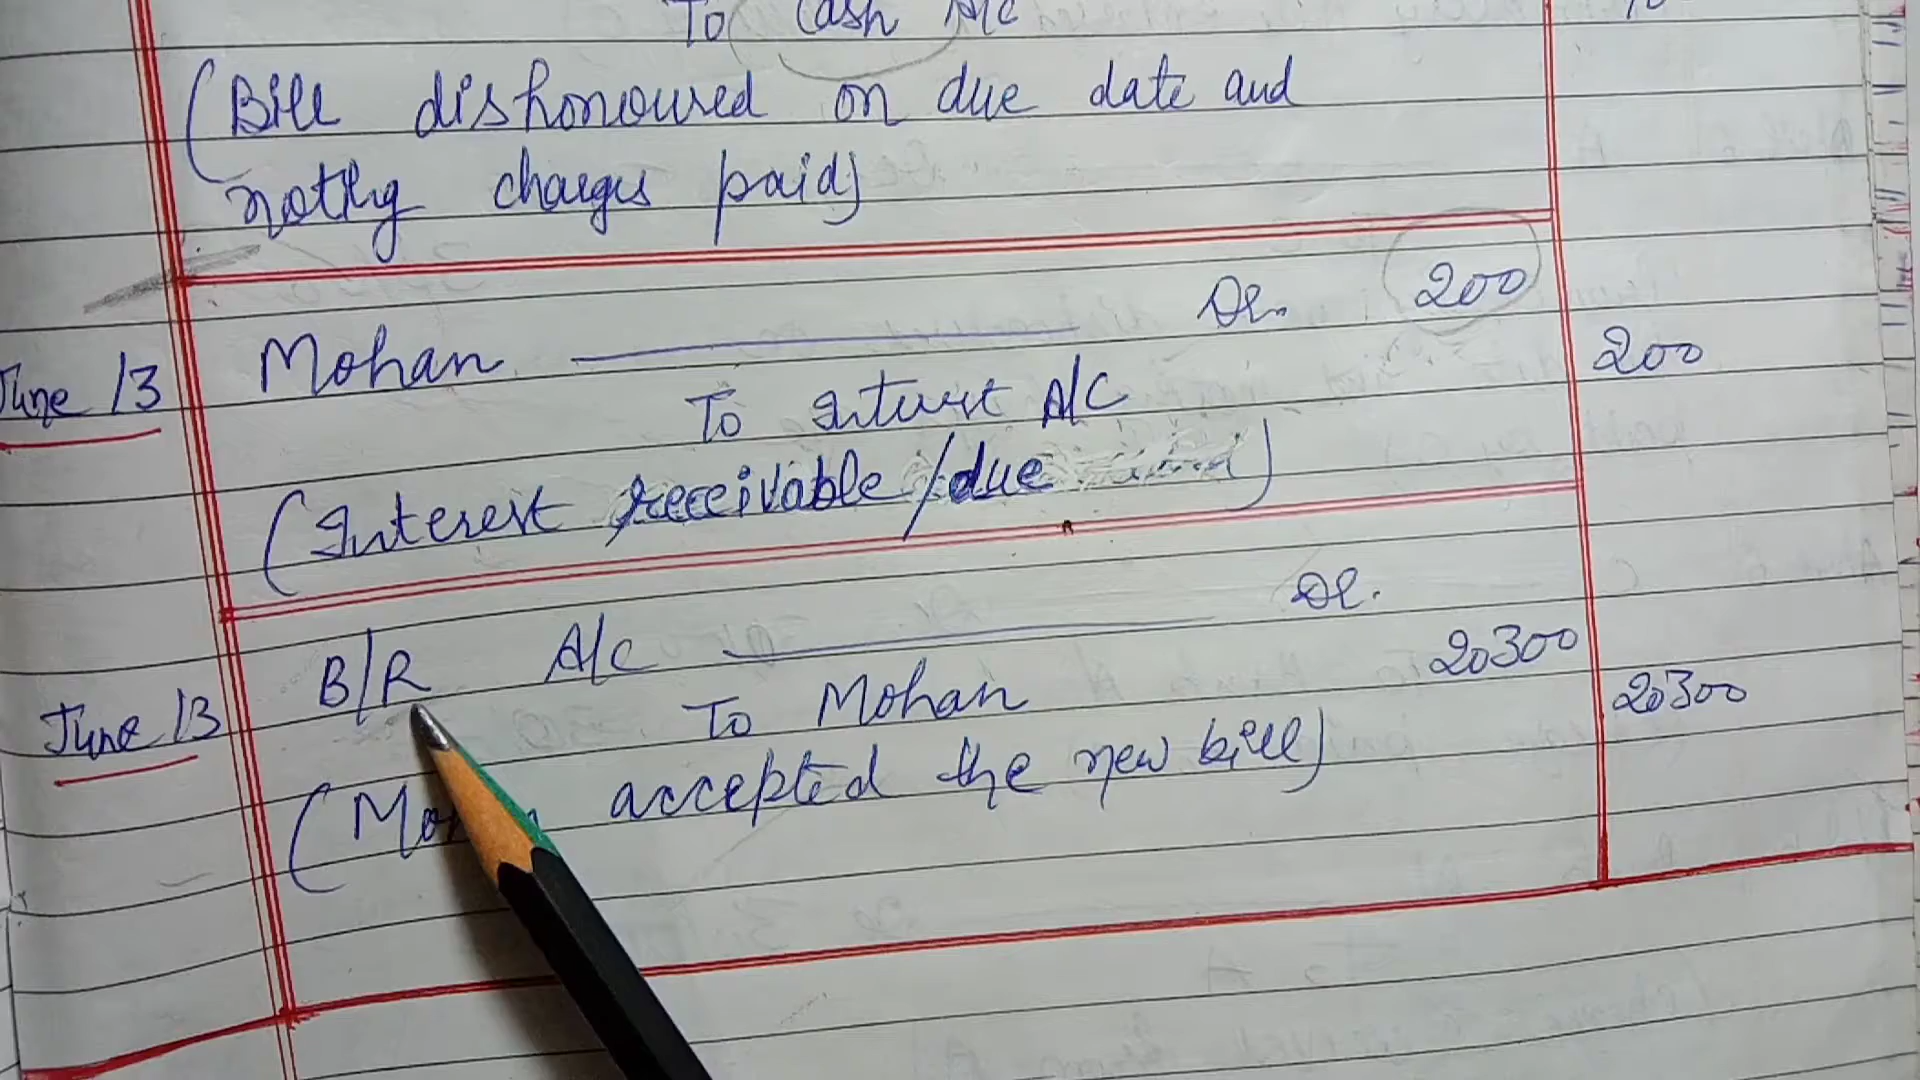 To Cash A/c
(Bill dishonoured on due date and
noting charges paid)
Mohan Dr. 200
June 13
To Interest A/C 200
(Interest receivable/due)
B/R A/c Dr. 20300
June 13
To Mohan 20300
( accepted the new bill)